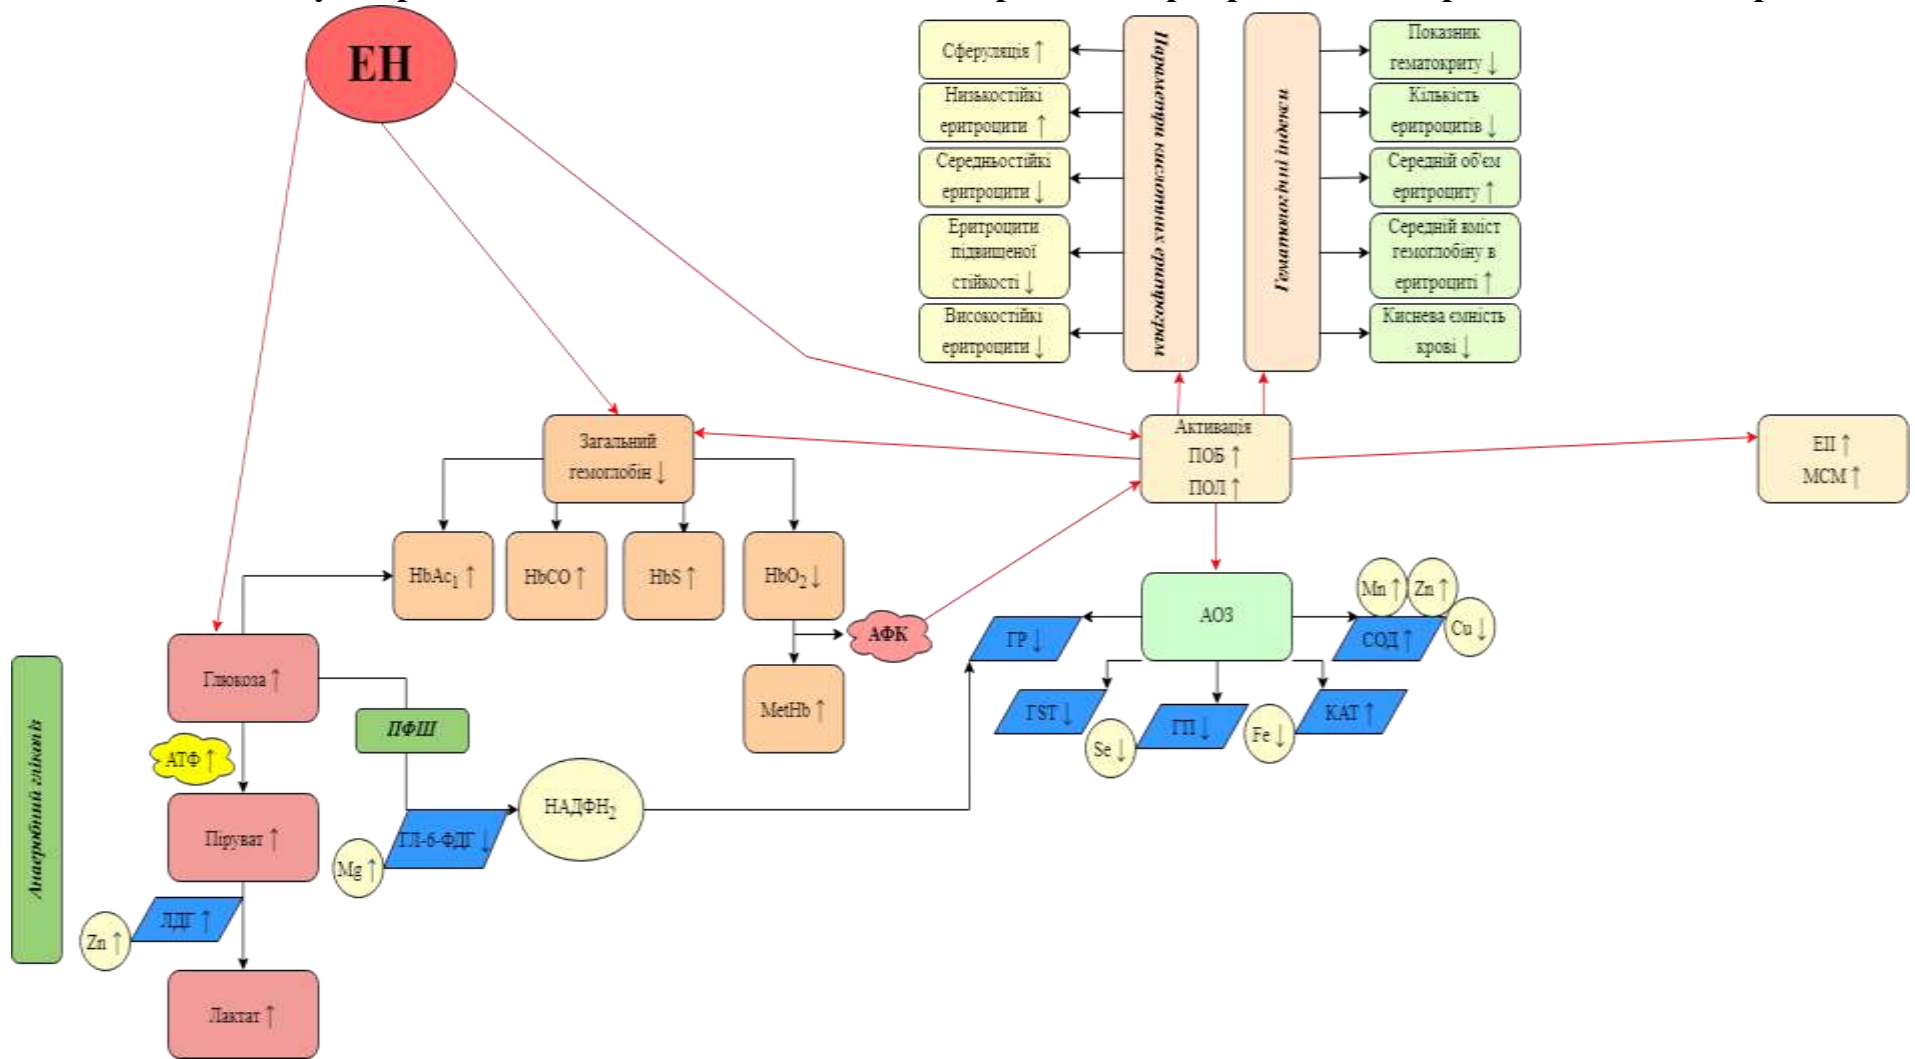 ЕН
Сферуляція ↑
Низькостійкі
еритроцити ↑
Середньостійкі
еритроцити ↓
Еритроцити
підвищеної
стійкості ↓
Високостійкі
еритроцити ↓
Параметри кислотних еритрограм
Гематологічні індекси
Показник
гематокриту ↓
Кількість
еритроцитів ↓
Середній об'єм
еритроциту ↑
Середній вміст
гемоглобіну в
еритроциті ↑
Киснева ємність
крові ↓
Загальний
гемоглобін ↓
Активація
ПОБ ↑
ПОЛ ↑
ЕІІ ↑
МСМ ↑
HbAc1 ↑
HbCO ↑
HbS ↑
HbO2 ↓
АФК
MetHb ↑
АОЗ
ГР ↓
Mn ↑
Zn ↑
Cu ↓
СОД ↑
ГST ↓
Se ↓
ГП ↓
Fe ↓
КАТ ↑
Глюкоза ↑
ПФШ
АТФ ↑
Анаеробний гліколіз
Піруват ↑
Mg ↑
ГЛ-6-ФДГ ↓
НАДФН2
Zn ↑
ЛДГ ↑
Лактат ↑